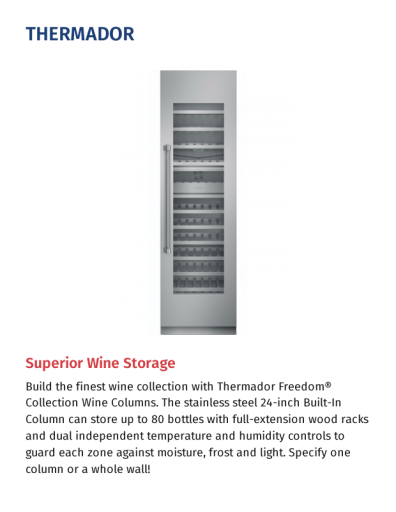 THERMADOR
Superior Wine Storage
Build the finest wine collection with Thermador Freedom®
Collection Wine Columns. The stainless steel 24-inch Built-In
Column can store up to 80 bottles with full-extension wood racks
and dual independent temperature and humidity controls to
guard each zone against moisture, frost and light. Specify one
column or a whole wall!